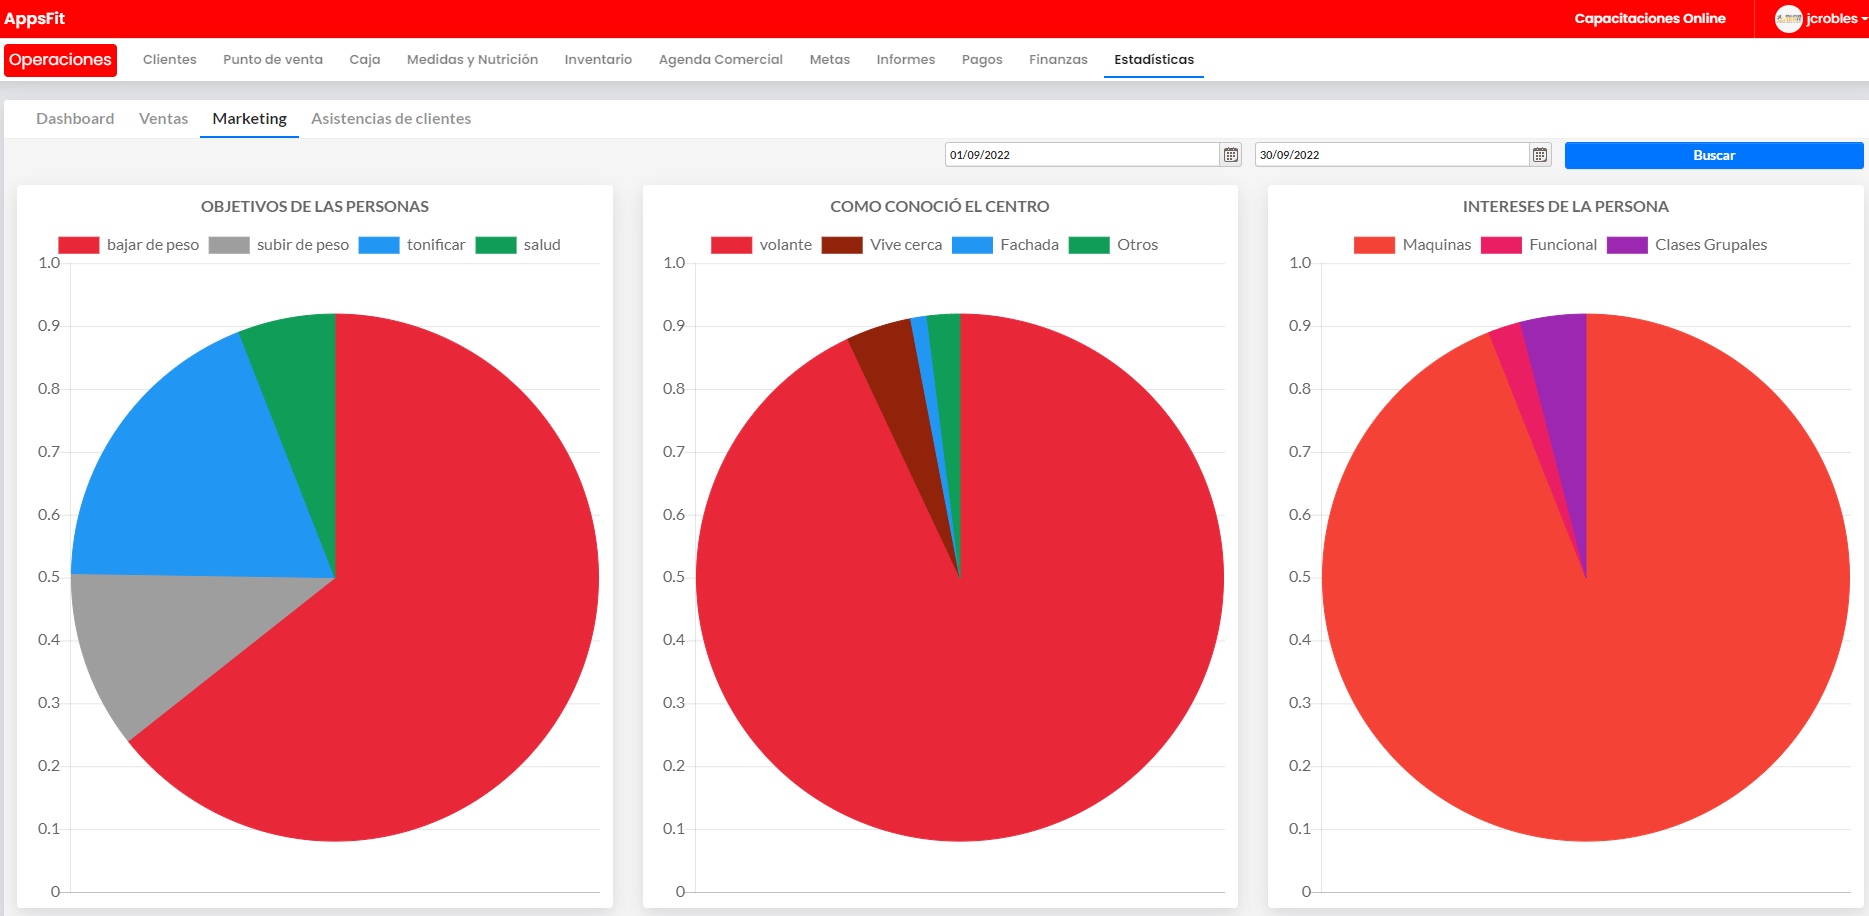 AppsFit
Capacitaciones Online
jcrobles
Operaciones Clientes Punto de venta Caja Medidas y Nutrición Inventario Agenda Comercial Metas Informes Pagos Finanzas Estadísticas
Dashboard Ventas Marketing Asistencias de clientes
01/09/2022 30/09/2022 Buscar
OBJETIVOS DE LAS PERSONAS
bajar de peso subir de peso tonificar salud
1.0
0.9
0.8
0.7
0.6
0.5
0.4
0.3
0.2
0.1
0
COMO CONOCIÓ EL CENTRO
volante Vive cerca Fachada Otros
1.0
0.9
0.8
0.7
0.6
0.5
0.4
0.3
0.2
0.1
0
INTERESES DE LA PERSONA
Maquinas Funcional Clases Grupales
1.0
0.9
0.8
0.7
0.6
0.5
0.4
0.3
0.2
0.1
0